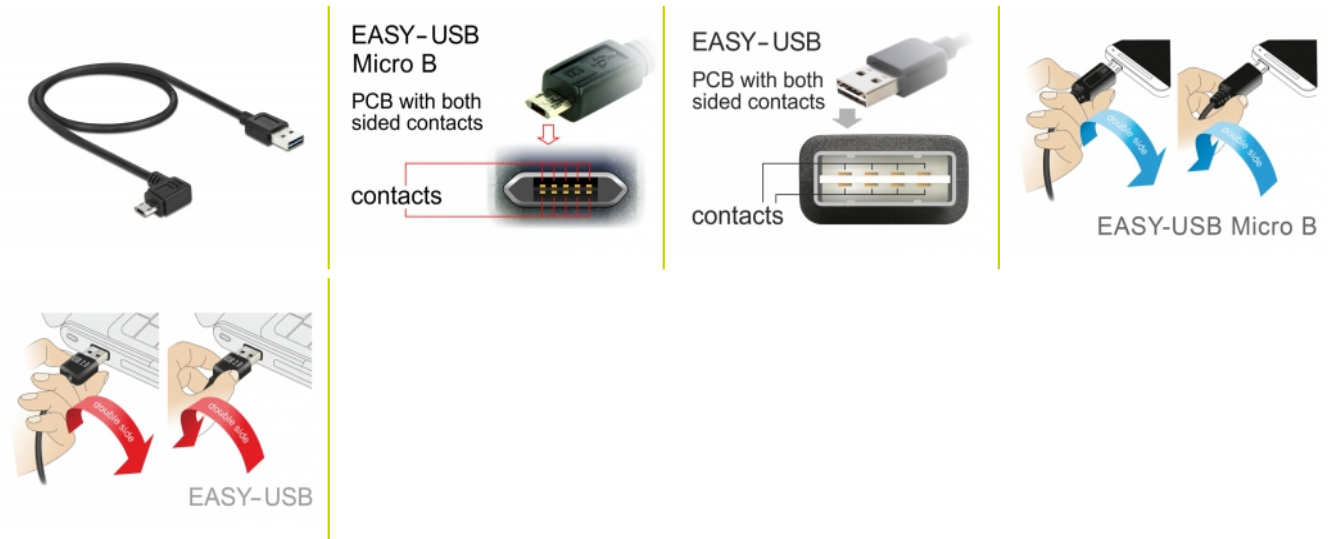 EASY-USB
Micro B
PCB with both
sided contacts
contacts
EASY-USB
PCB with both
sided contacts
contacts
double side
double side
EASY-USB Micro B
double side
double side
EASY-USB